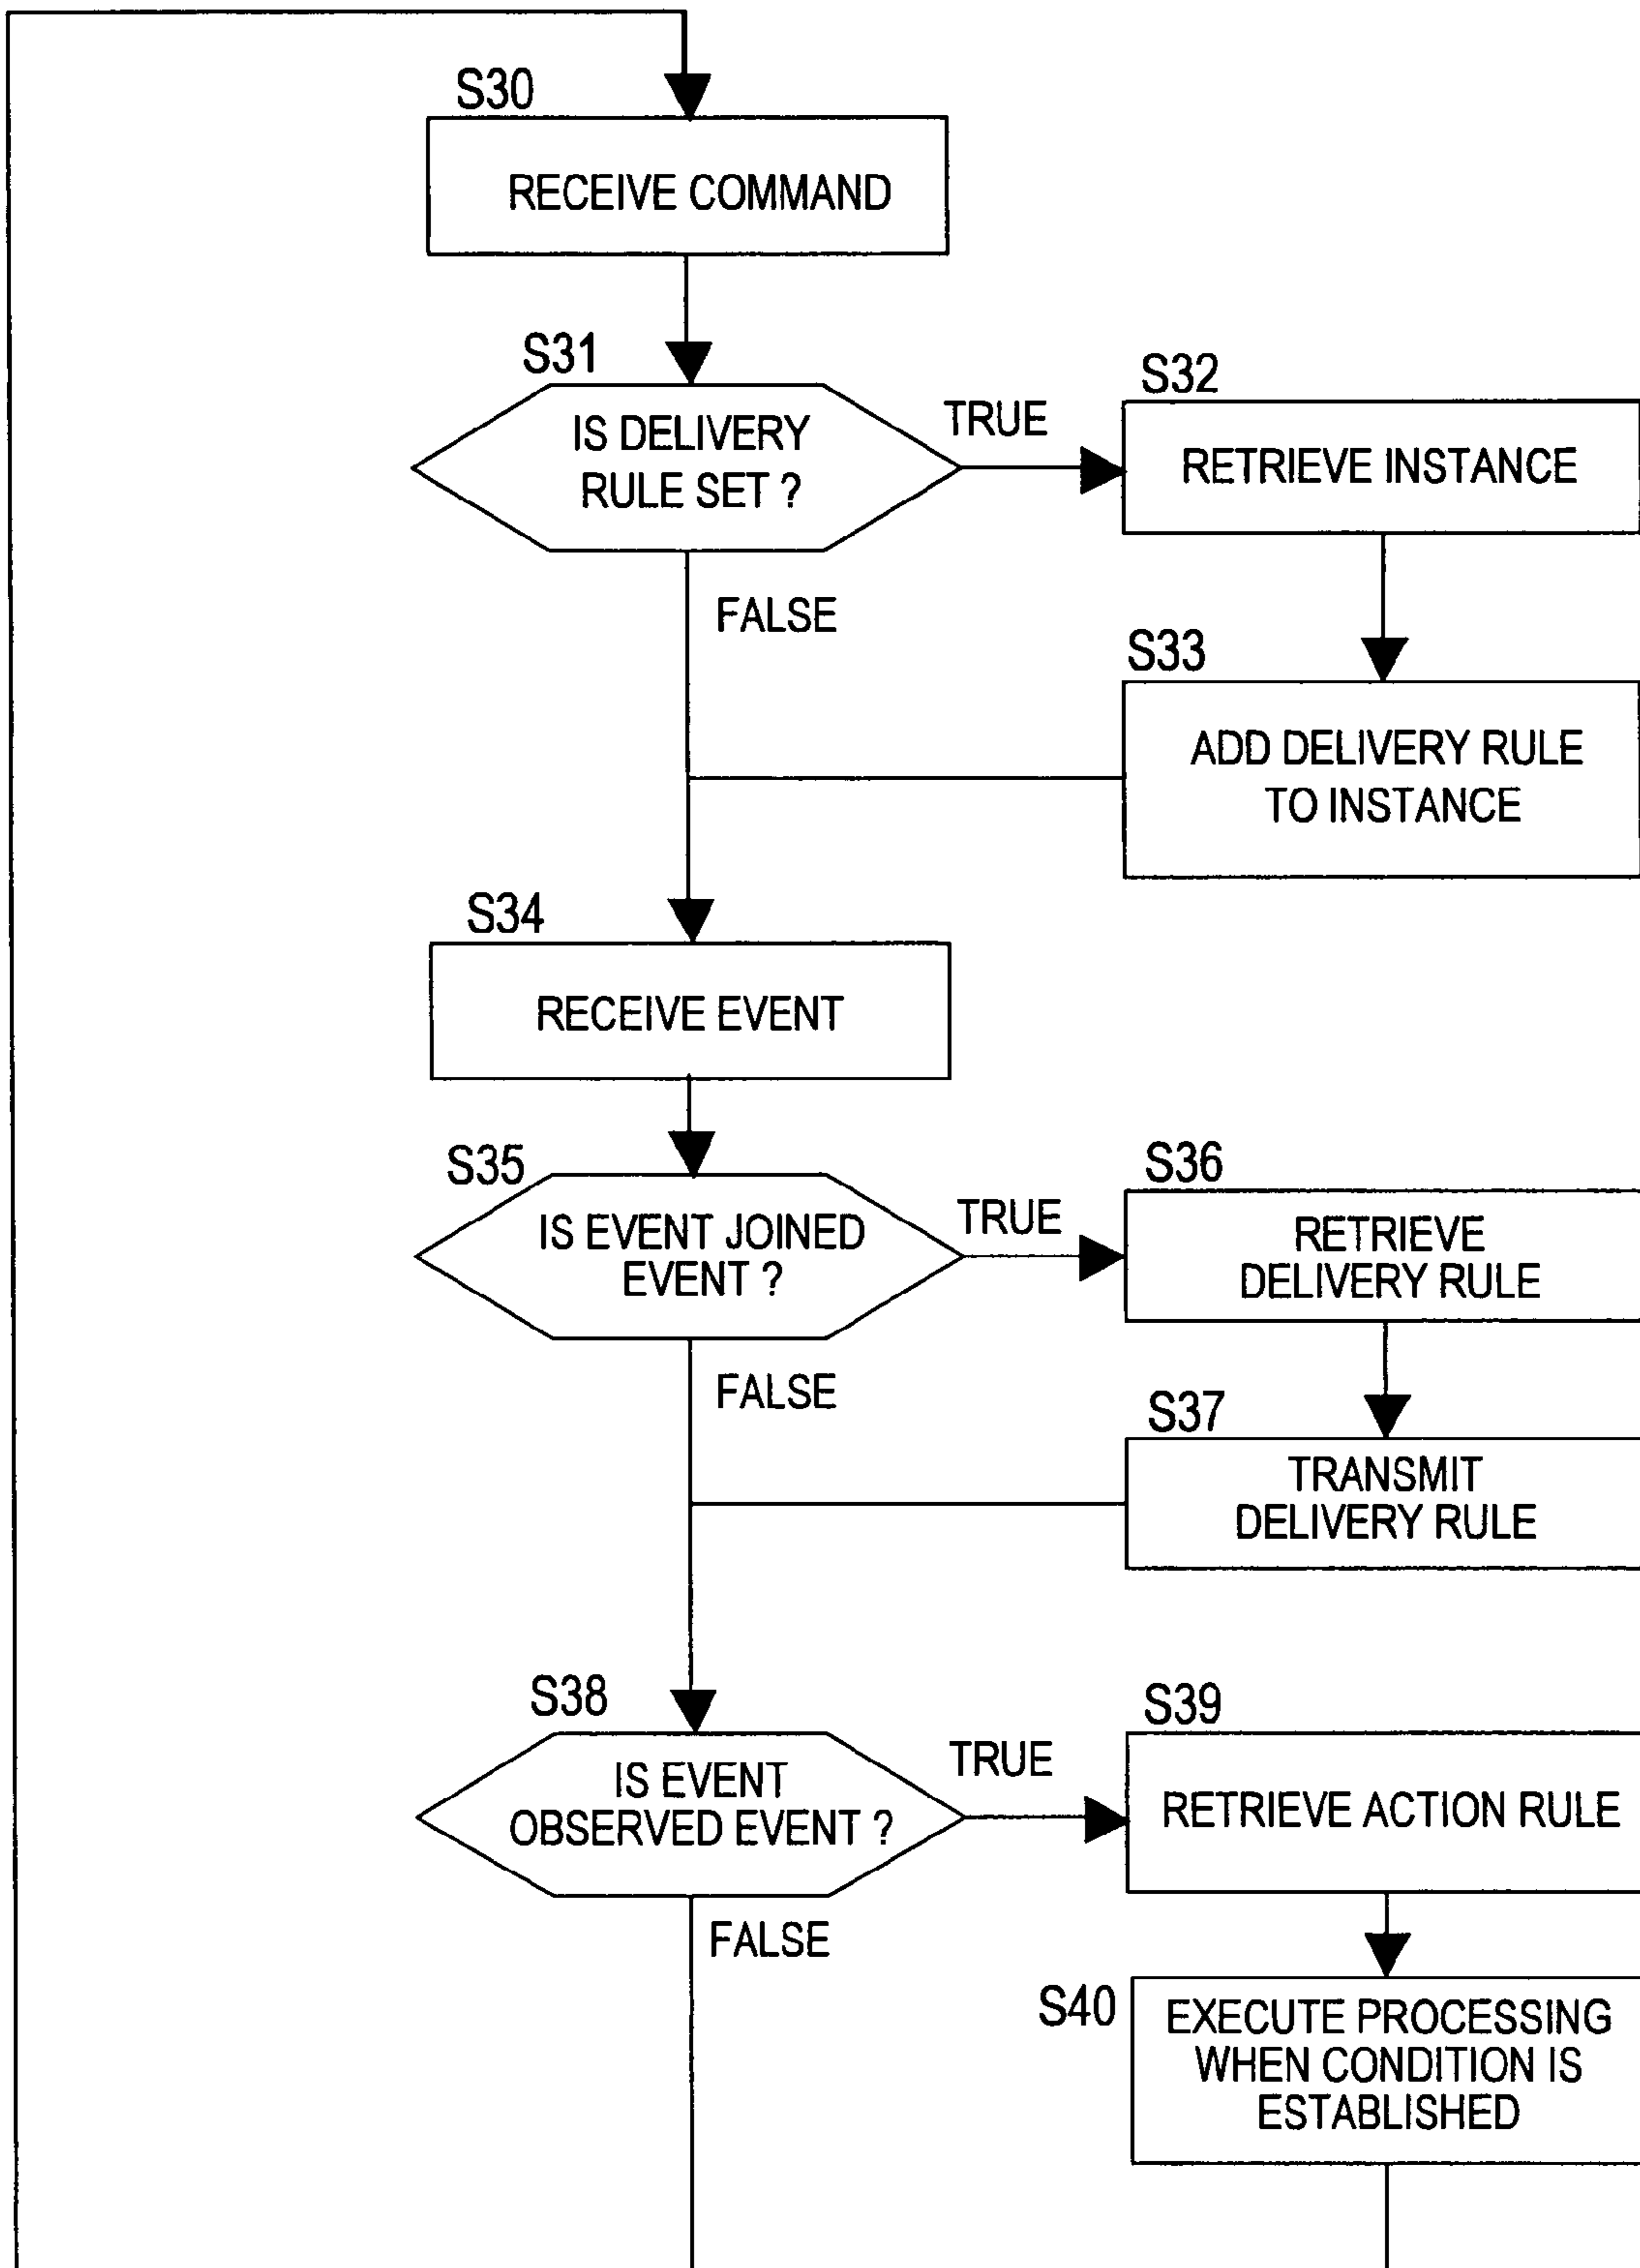 S30
RECEIVE COMMAND
S31
IS DELIVERY
RULE SET ?
TRUE
S32
RETRIEVE INSTANCE
FALSE
S33
ADD DELIVERY RULE
TO INSTANCE
S34
RECEIVE EVENT
S35
IS EVENT JOINED
EVENT ?
TRUE
S36
RETRIEVE
DELIVERY RULE
FALSE
S37
TRANSMIT
DELIVERY RULE
S38
IS EVENT
OBSERVED EVENT ?
TRUE
S39
RETRIEVE ACTION RULE
FALSE
S40
EXECUTE PROCESSING
WHEN CONDITION IS
ESTABLISHED